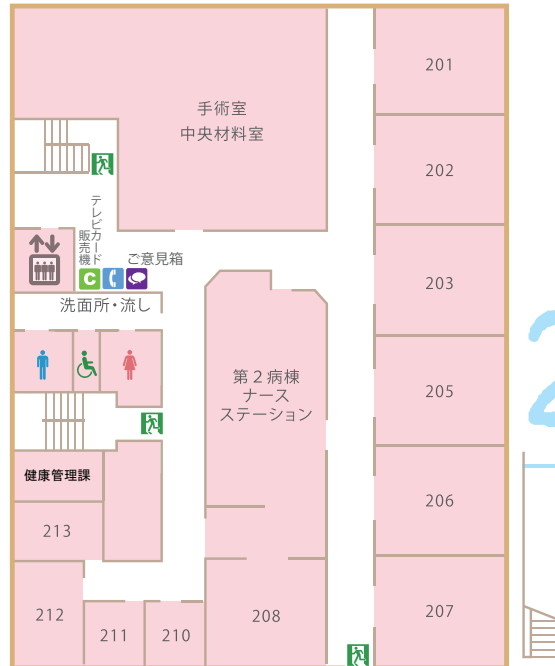 201
手術室
中央材料室
202
テレビカード
販売機
ご意見箱
C
203
洗面所・流し
2
第2病棟
ナース
ステーション
205
健康管理課
206
213
212
211
210
208
207